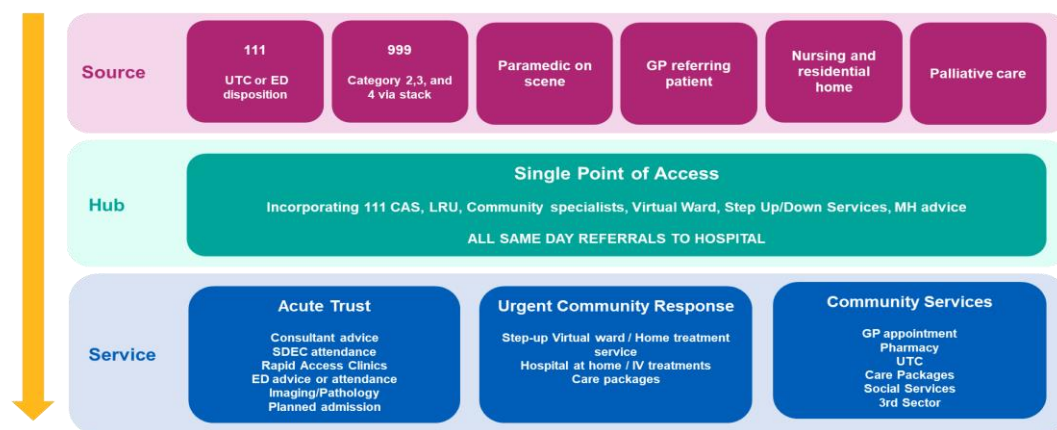 Source
111
UTC or ED
disposition
999
Category 2,3, and
4 via stack
Paramedic on
scene
GP referring
patient
Nursing and
residential
home
Palliative care
Hub
Single Point of Access
Incorporating 111 CAS, LRU, Community specialists, Virtual Ward, Step Up/Down Services, MH advice
ALL SAME DAY REFERRALS TO HOSPITAL
Service
Acute Trust
Consultant advice
SDEC attendance
Rapid Access Clinics
ED advice or attendance
Imaging/Pathology
Planned admission
Urgent Community Response
Step-up Virtual ward / Home treatment
service
Hospital at home / IV treatments
Care packages
Community Services
GP appointment
Pharmacy
UTC
Care Packages
Social Services
3rd Sector